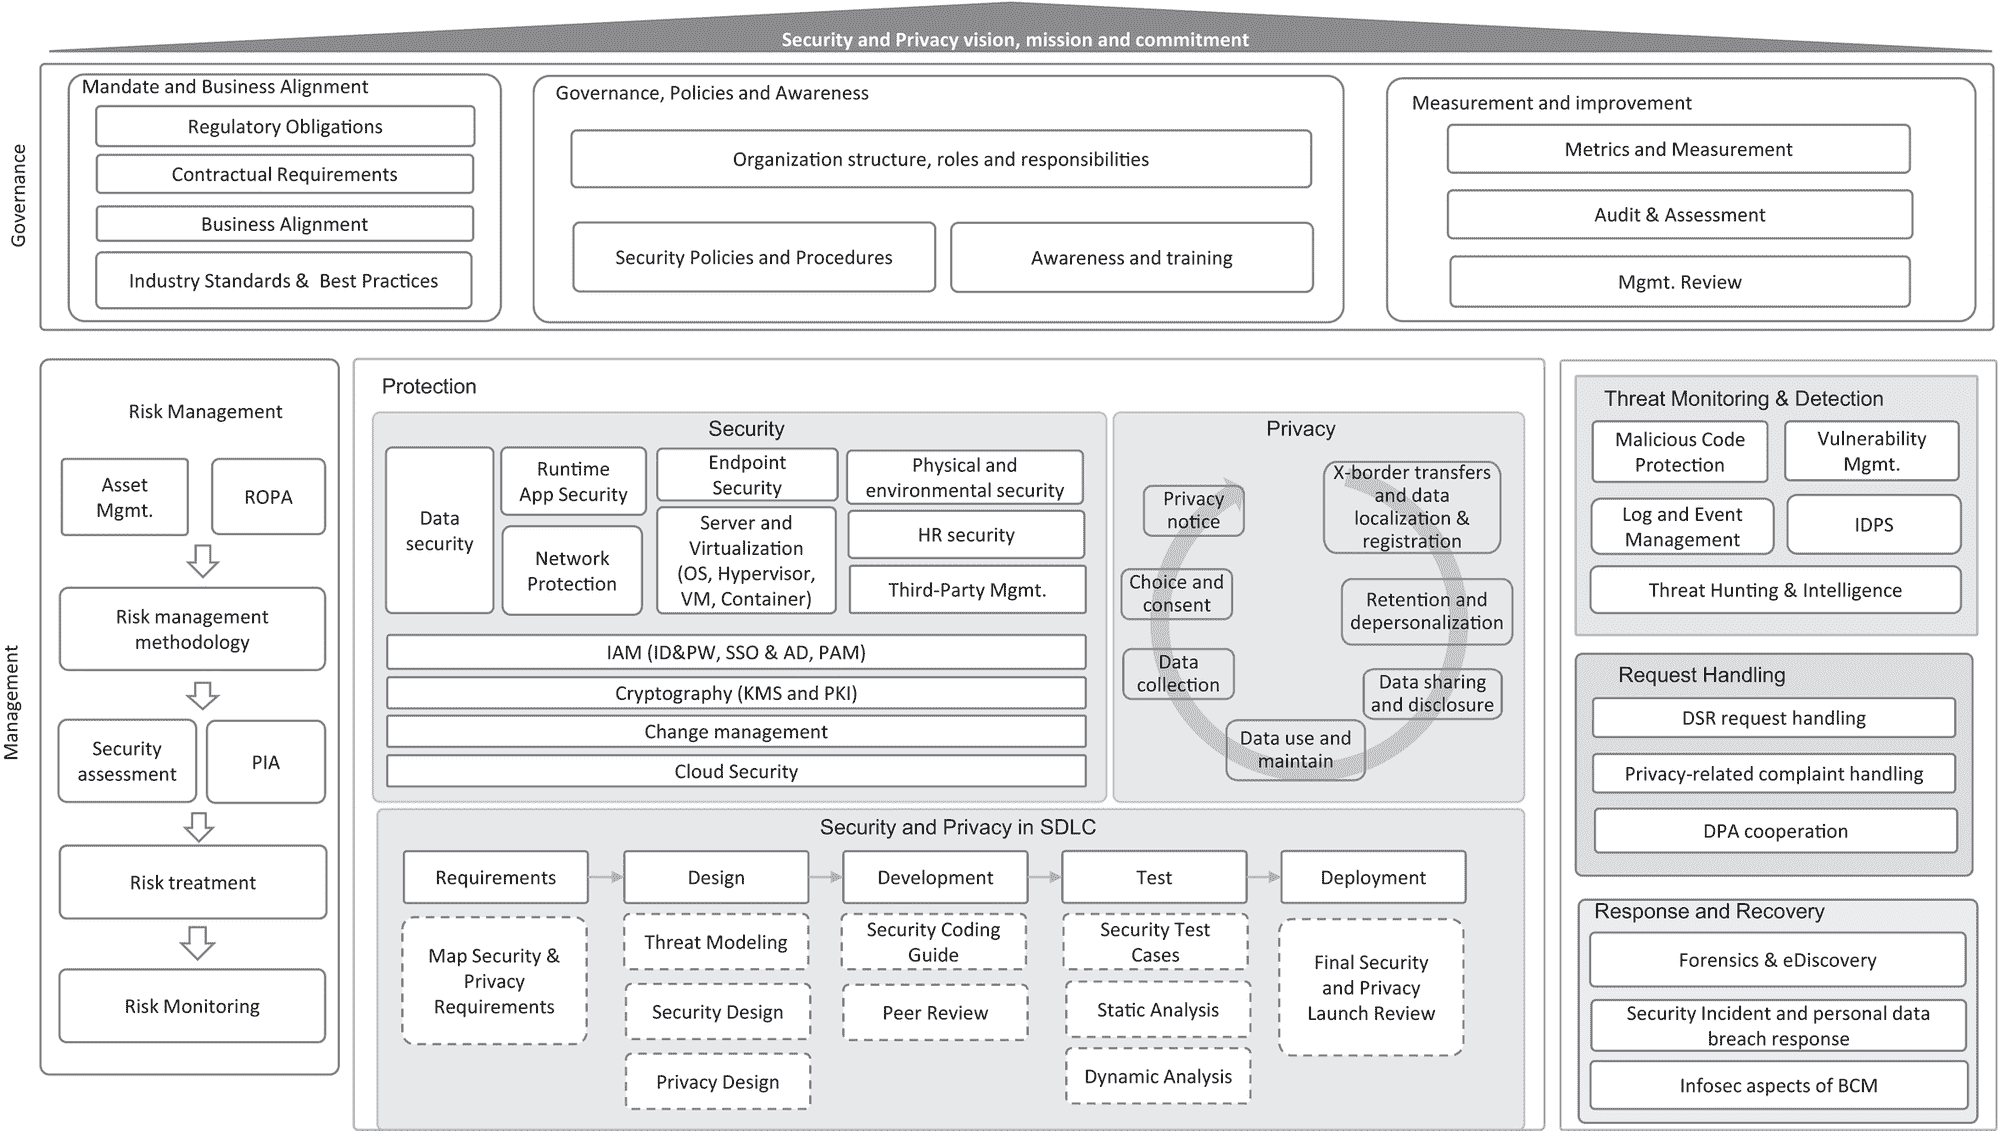 Security and Privacy vision, mission and commitment
Governance
Mandate and Business Alignment
Regulatory Obligations
Contractual Requirements
Business Alignment
Industry Standards & Best Practices
Governance, Policies and Awareness
Organization structure, roles and responsibilities
Security Policies and Procedures
Awareness and training
Measurement and improvement
Metrics and Measurement
Audit & Assessment
Mgmt. Review
Management
Risk Management
Asset
Mgmt.
ROPA
Risk management
methodology
Security
assessment
PIA
Risk treatment
Risk Monitoring
Protection
Security
Data
security
Runtime
App Security
Network
Protection
Endpoint
Security
Server and
Virtualization
(OS, Hypervisor,
VM, Container)
Physical and
environmental security
HR security
Third-Party Mgmt.
IAM (ID&PW, SSO & AD, PAM)
Cryptography (KMS and PKI)
Change management
Cloud Security
Privacy
Privacy
notice
Choice and
consent
Data
collection
Data use and
maintain
Data sharing
and disclosure
Retention and
depersonalization
X-border transfers
and data
localization &
registration
Security and Privacy in SDLC
Requirements
Design
Development
Test
Deployment
Map Security &
Privacy
Requirements
Threat Modeling
Security Design
Privacy Design
Security Coding
Guide
Peer Review
Security Test
Cases
Static Analysis
Dynamic Analysis
Final Security
and Privacy
Launch Review
Threat Monitoring & Detection
Malicious Code
Protection
Vulnerability
Mgmt.
Log and Event
Management
IDPS
Threat Hunting & Intelligence
Request Handling
DSR request handling
Privacy-related complaint handling
DPA cooperation
Response and Recovery
Forensics & eDiscovery
Security Incident and personal data
breach response
Infosec aspects of BCM